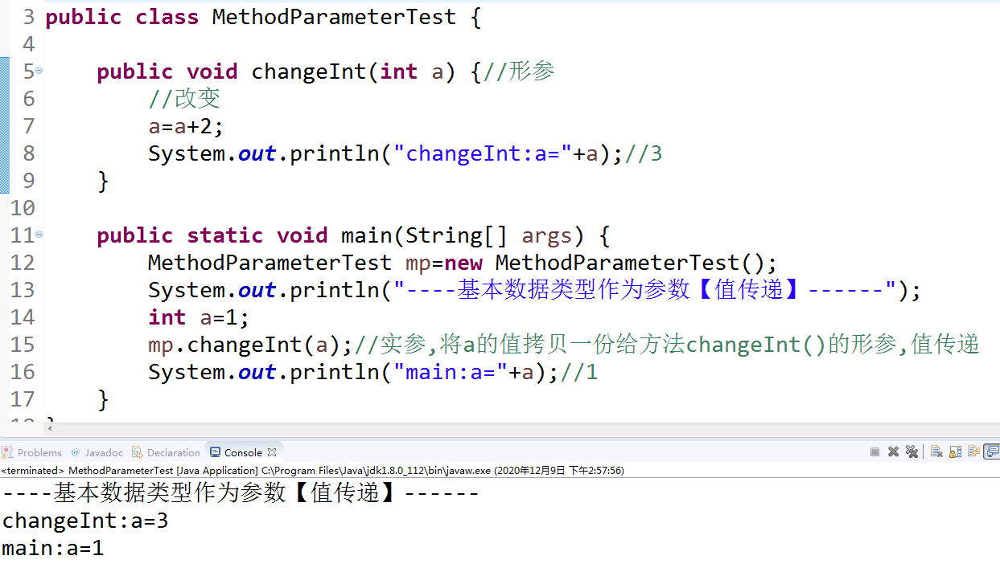 3 public class MethodParameterTest {
4
5 public void changeInt(int a) {//形参
6 //改变
7 a=a+2;
8 System.out.println("changeInt:a="+a);//3
9 }
10
11 public static void main(String[] args) {
12 MethodParameterTest mp=new MethodParameterTest();
13 System.out.println("----基本数据类型作为参数【值传递】------");
14 int a=1;
15 mp.changeInt(a);//实参,将a的值拷贝一份给方法changeInt()的形参,值传递
16 System.out.println("main:a="+a);//1
17 }
Problems @ Javadoc Declaration Console
<terminated> MethodParameterTest [Java Application] C:\Program Files\Java\jdk1.8.0_112\bin\javaw.exe (2020年12月9日 下午2:57:56)
----基本数据类型作为参数【值传递】------
changeInt:a=3
main:a=1